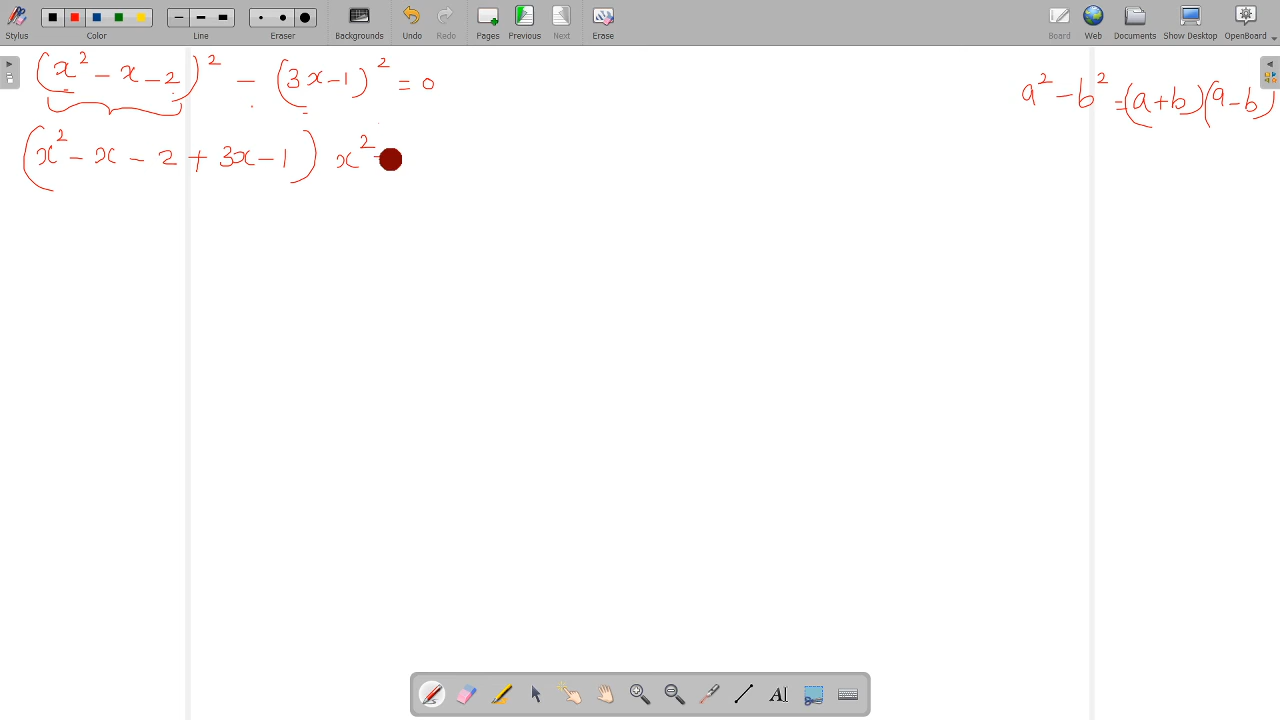 Stylus Color Line Eraser Backgrounds Undo Redo Pages Previous Next Erase Board Web Documents Show Desktop OpenBoard
(x² - x - 2)² - (3x - 1)² = 0
a² - b² = (a + b)(a - b)
(x² - x - 2 + 3x - 1) x² -
AI